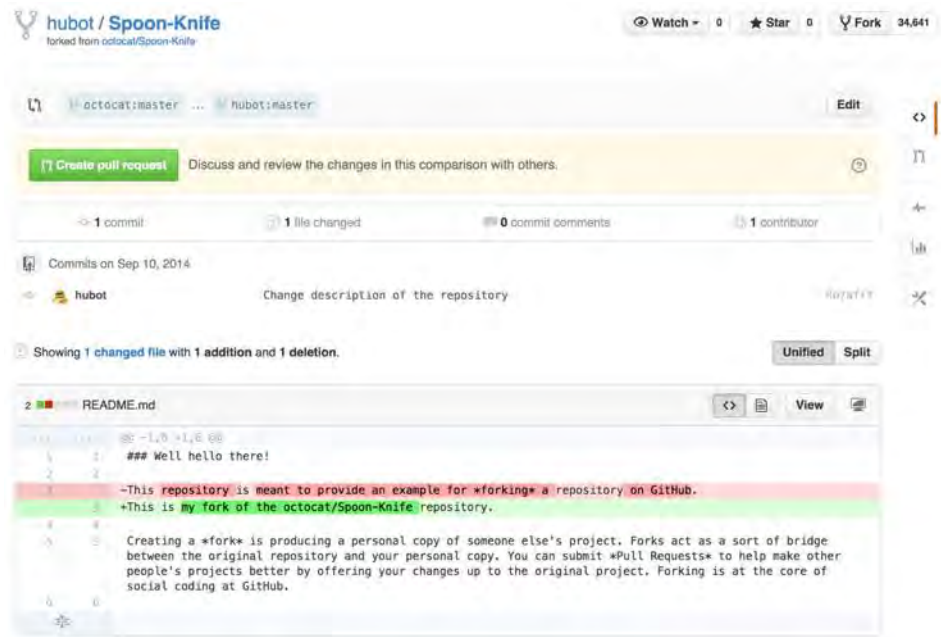 hubot / Spoon-Knife
Watch 0 Star 0 Fork 34,641
forked from octocat/Spoon-Knife
octocat:master ... hubot:master Edit
Create pull request Discuss and review the changes in this comparison with others.
1 commit 1 file changed 0 commit comments 1 contributor
Commits on Sep 10, 2014
hubot Change description of the repository
Showing 1 changed file with 1 addition and 1 deletion. Unified Split
2 README.md <> View
1 1 ### Well hello there!
2 2
-This repository is meant to provide an example for *forking* a repository on GitHub.
3 +This is my fork of the octocat/Spoon-Knife repository.
4 4
5 5 Creating a *fork* is producing a personal copy of someone else's project. Forks act as a sort of bridge
between the original repository and your personal copy. You can submit *Pull Requests* to help make other
people's projects better by offering your changes up to the original project. Forking is at the core of
social coding at GitHub.
6 6